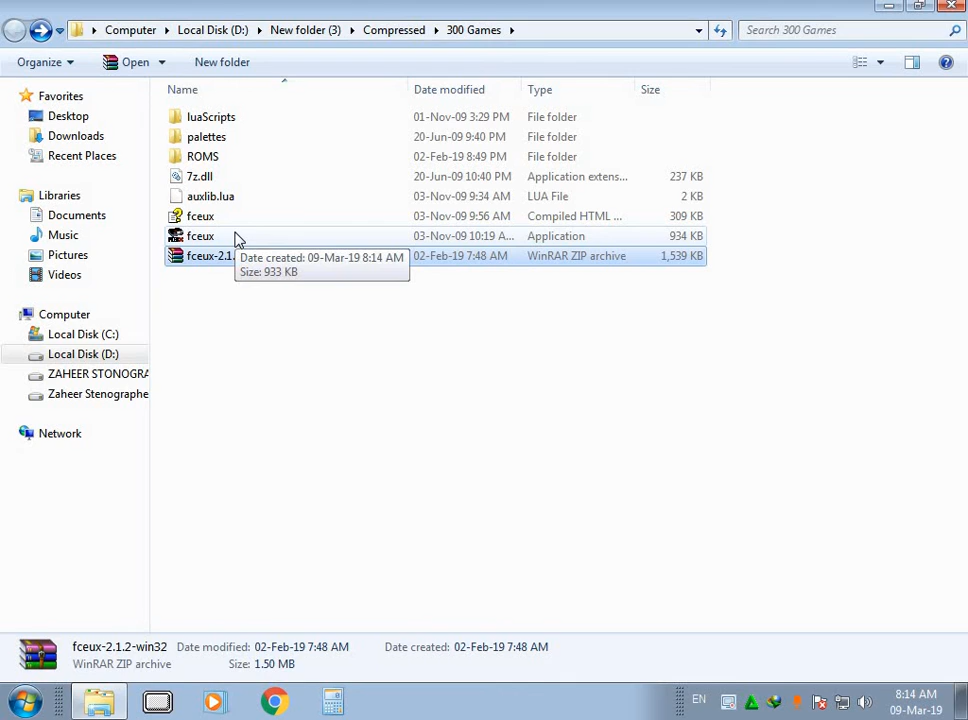 Computer Local Disk (D:) New folder (3) Compressed 300 Games
Search 300 Games
Organize Open New folder
Name Date modified Type Size
Favorites
Desktop
Downloads
Recent Places
Libraries
Documents
Music
Pictures
Videos
Computer
Local Disk (C:)
Local Disk (D:)
ZAHEER STONOGRA
Zaheer Stenographe
Network
luaScripts 01-Nov-09 3:29 PM File folder
palettes 20-Jun-09 9:40 PM File folder
ROMS 02-Feb-19 8:49 PM File folder
7z.dll 20-Jun-09 10:40 PM Application extens... 237 KB
auxlib.lua 03-Nov-09 9:34 AM LUA File 2 KB
fceux 03-Nov-09 9:56 AM Compiled HTML ... 309 KB
fceux 03-Nov-09 10:19 A... Application 934 KB
fceux-2.1. 02-Feb-19 7:48 AM WinRAR ZIP archive 1,539 KB
Date created: 09-Mar-19 8:14 AM
Size: 933 KB
fceux-2.1.2-win32 Date modified: 02-Feb-19 7:48 AM Date created: 02-Feb-19 7:48 AM
WinRAR ZIP archive Size: 1.50 MB
EN
8:14 AM
09-Mar-19